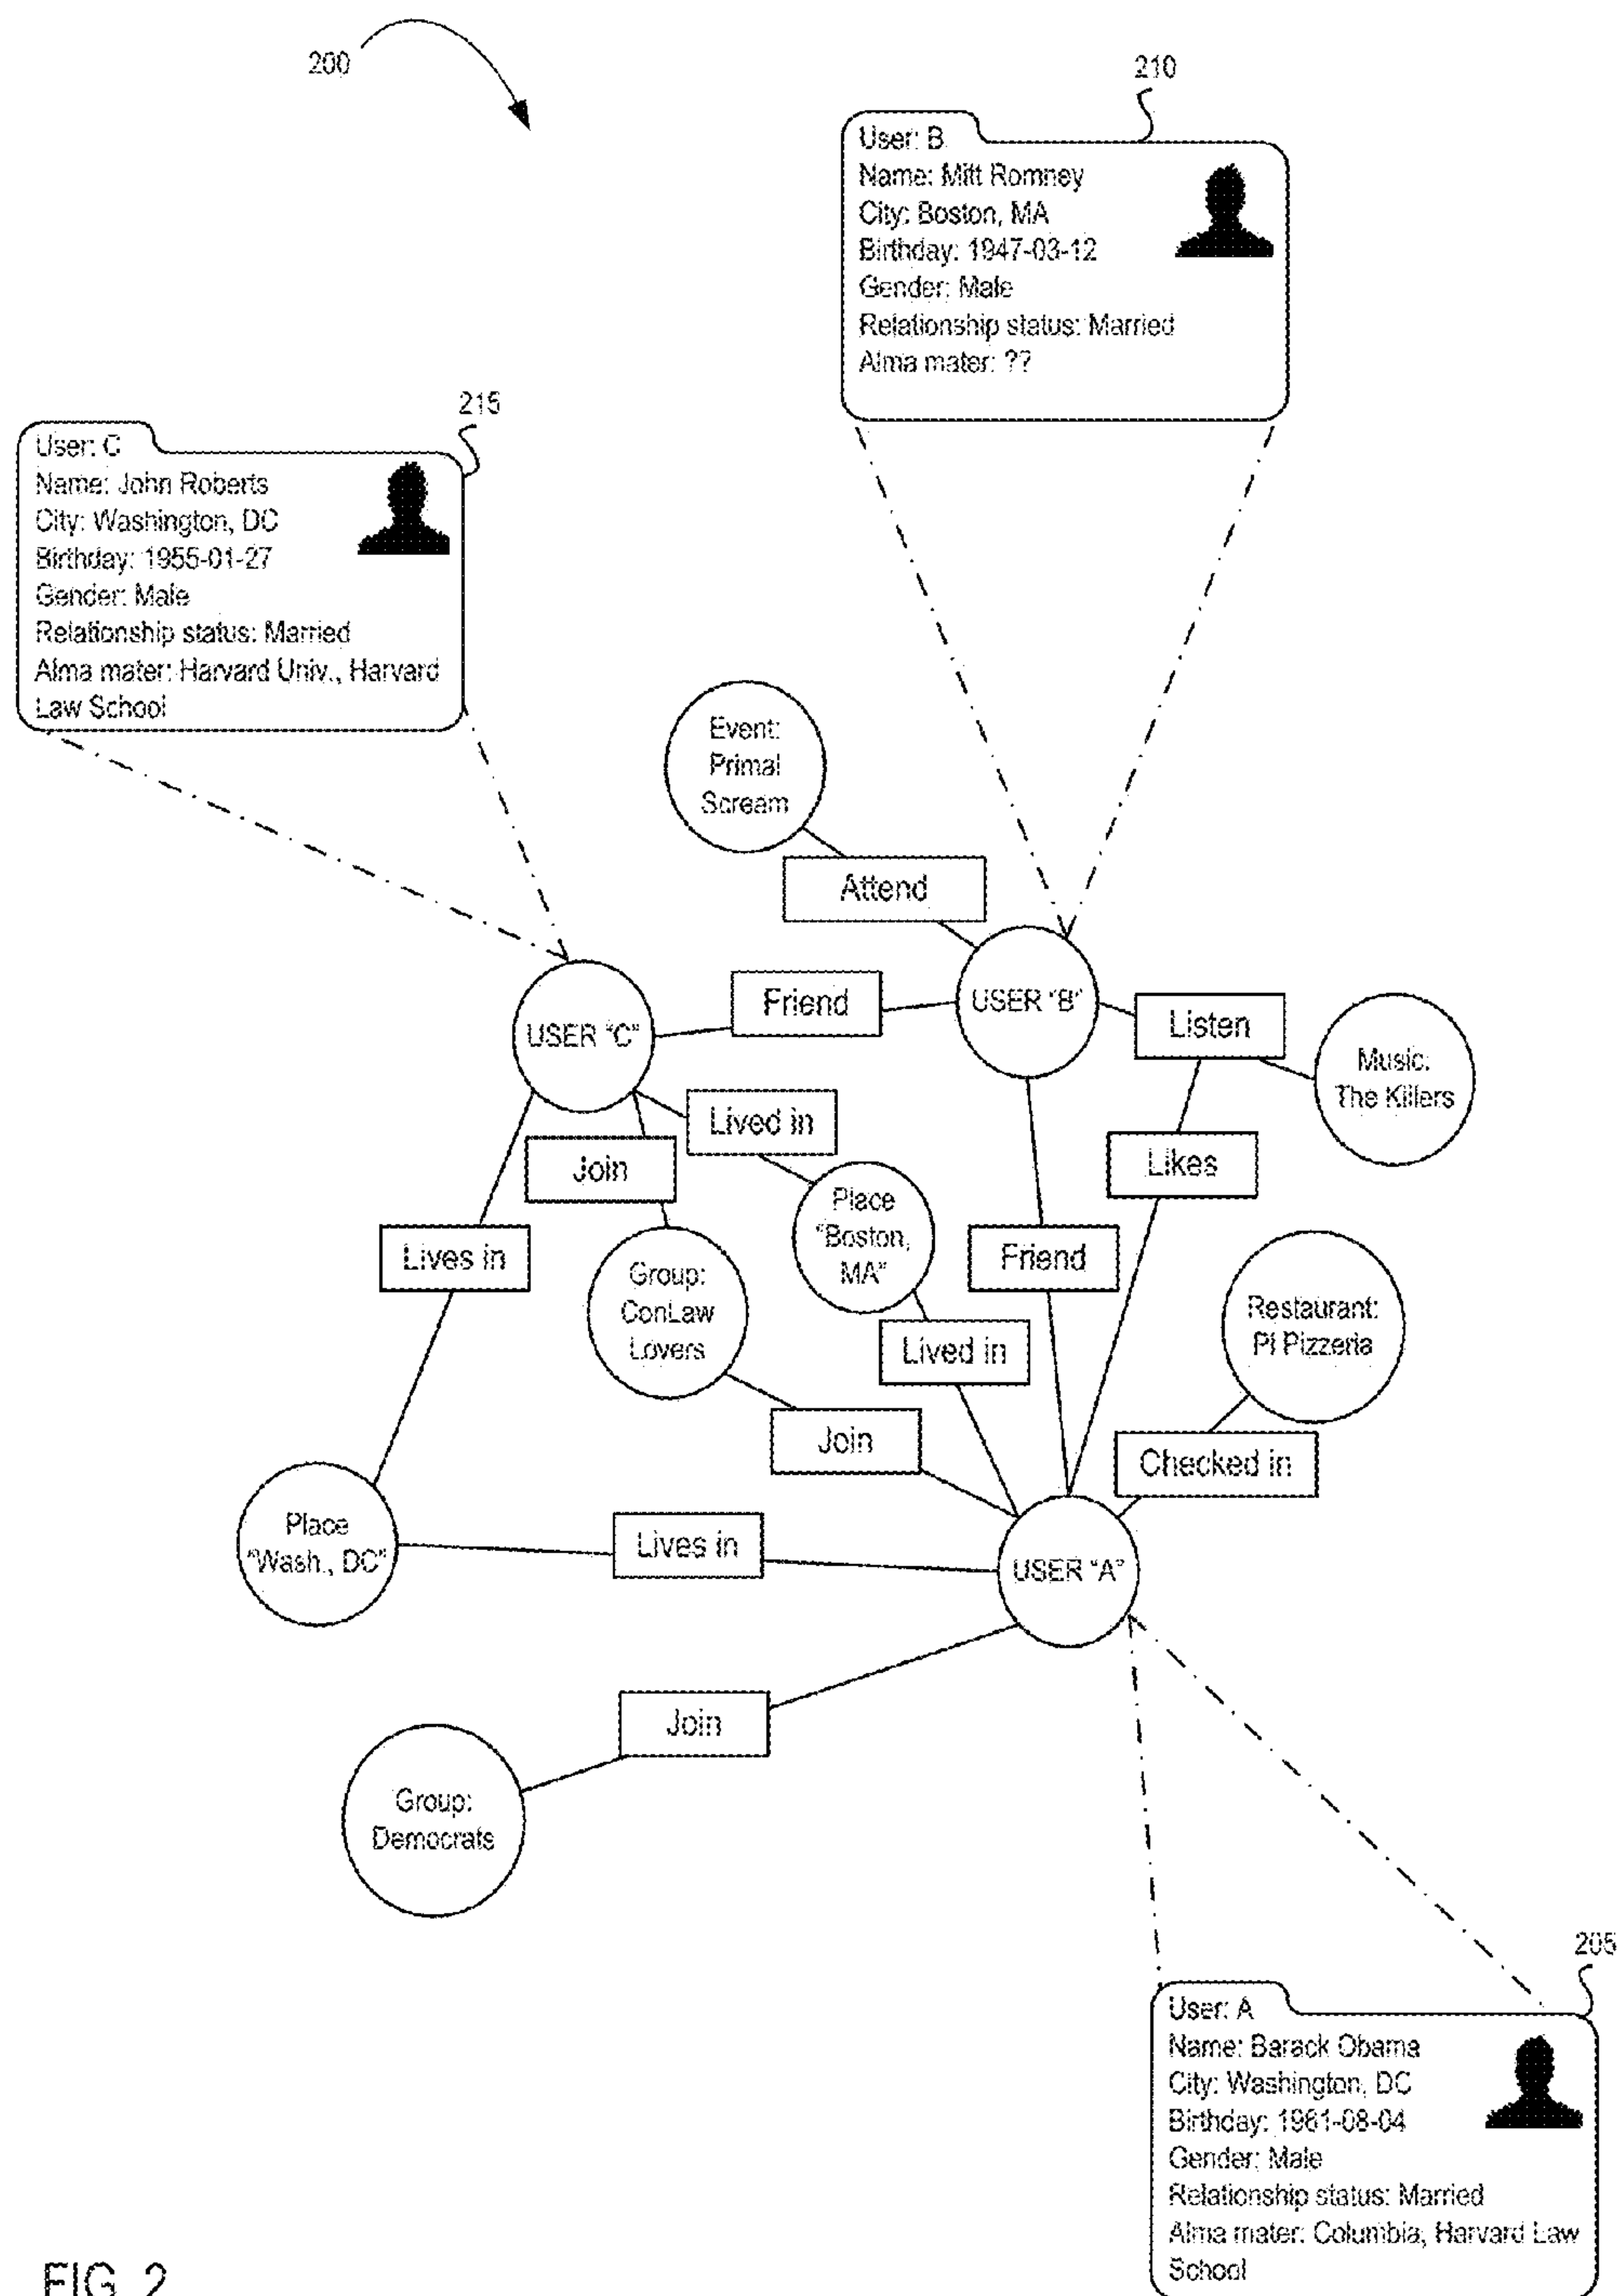 200
210
User: B
Name: Mitt Romney
City: Boston, MA
Birthday: 1947-03-12
Gender: Male
Relationship status: Married
Alma mater: ??
215
User: C
Name: John Roberts
City: Washington, DC
Birthday: 1955-01-27
Gender: Male
Relationship status: Married
Alma mater: Harvard Univ., Harvard
Law School
Event:
Primal
Scream
Attend
USER "B"
Friend
USER "C"
Listen
Music:
The Killers
Lived in
Join
Likes
Place
"Boston,
MA"
Lives in
Friend
Group:
ConLaw
Lovers
Restaurant:
PI Pizzeria
Lived in
Join
Checked in
Place
"Wash., DC"
Lives in
USER "A"
Join
Group:
Democrats
205
User: A
Name: Barack Obama
City: Washington, DC
Birthday: 1961-08-04
Gender: Male
Relationship status: Married
Alma mater: Columbia, Harvard Law
School
FIG. 2